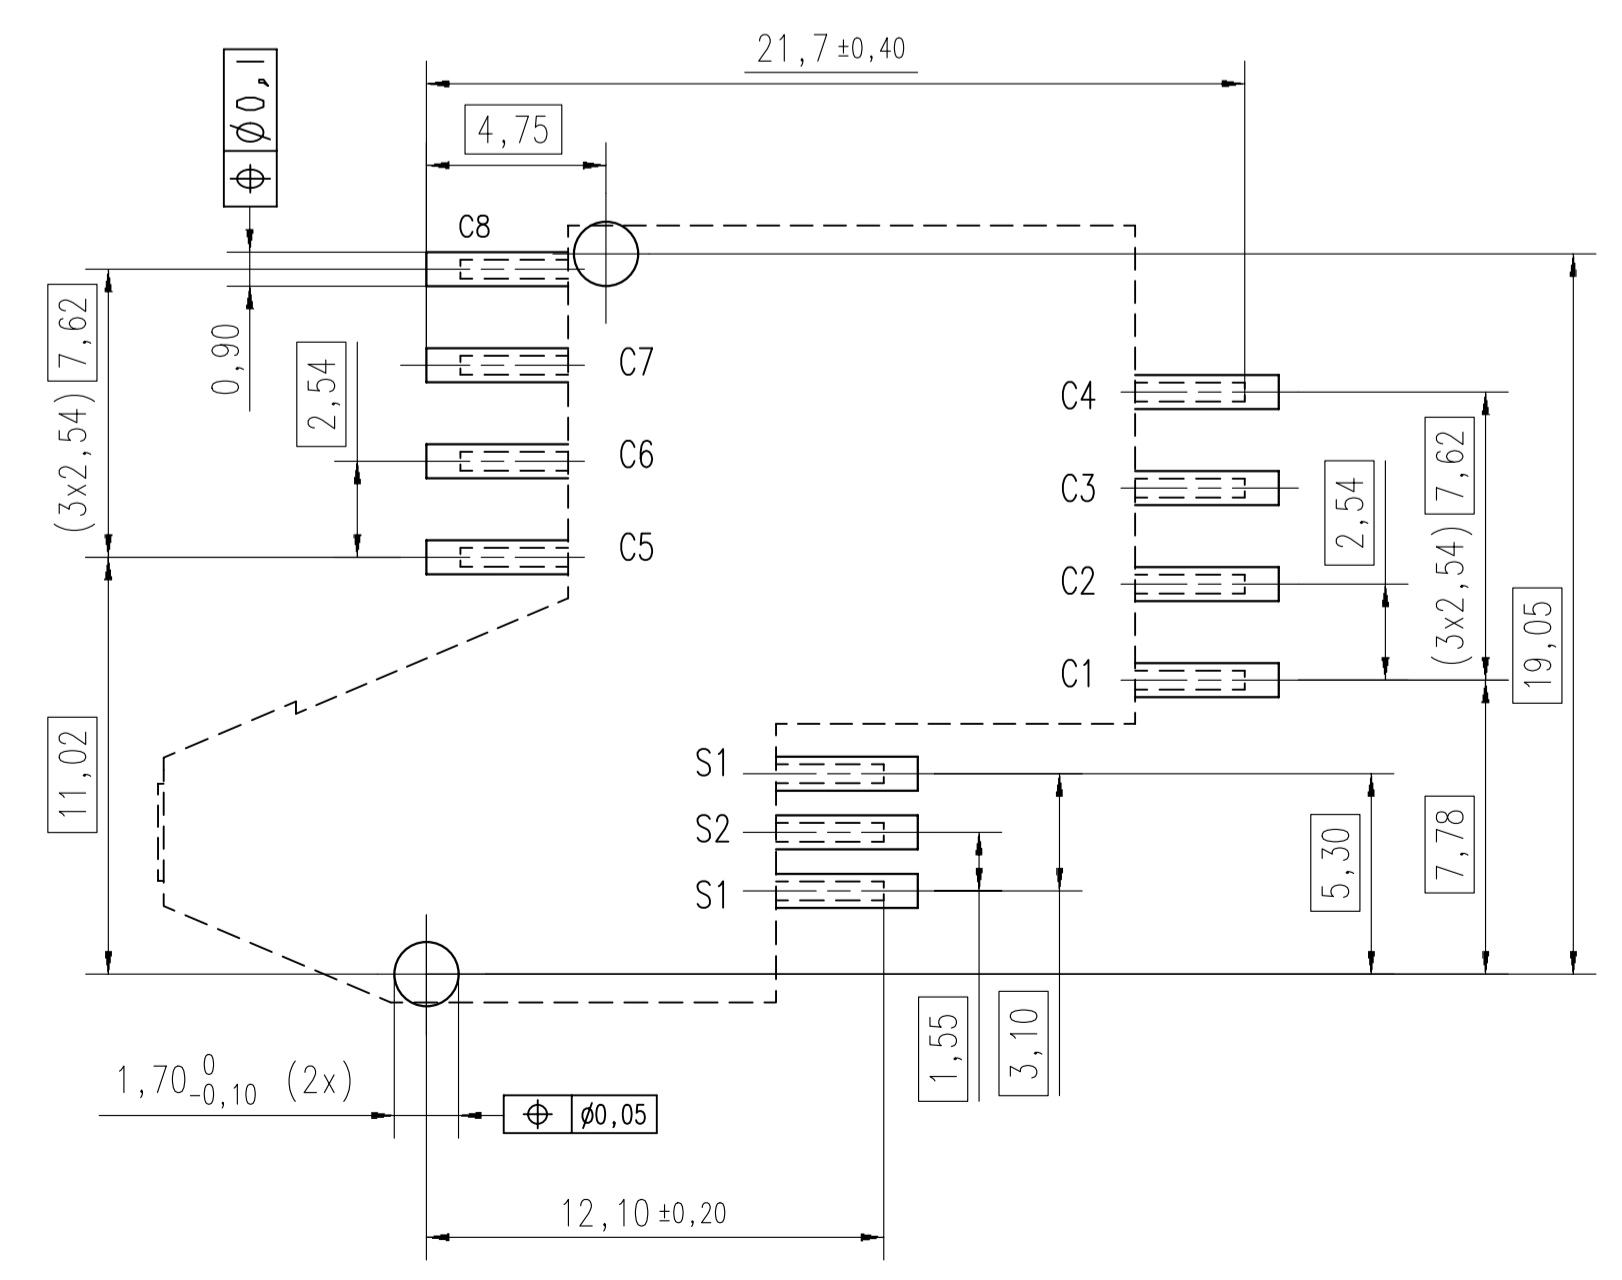 21,7 ±0,40
⌖ ⌀0,1
4,75
C8
7,62
(3x2,54)
0,90
2,54
C7
C6
C5
C4
C3
C2
C1
7,62
(3x2,54)
2,54
19,05
11,02
S1
S2
S1
5,30
7,78
1,55
3,10
1,70 0 -0,10 (2x)
⌖ ⌀0,05
12,10 ±0,20